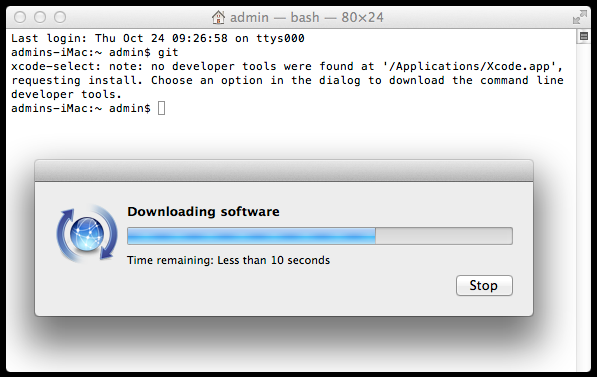 admin — bash — 80×24
Last login: Thu Oct 24 09:26:58 on ttys000
admins-iMac:~ admin$ git
xcode-select: note: no developer tools were found at '/Applications/Xcode.app',
requesting install. Choose an option in the dialog to download the command line
developer tools.
admins-iMac:~ admin$
Downloading software
Time remaining: Less than 10 seconds
Stop